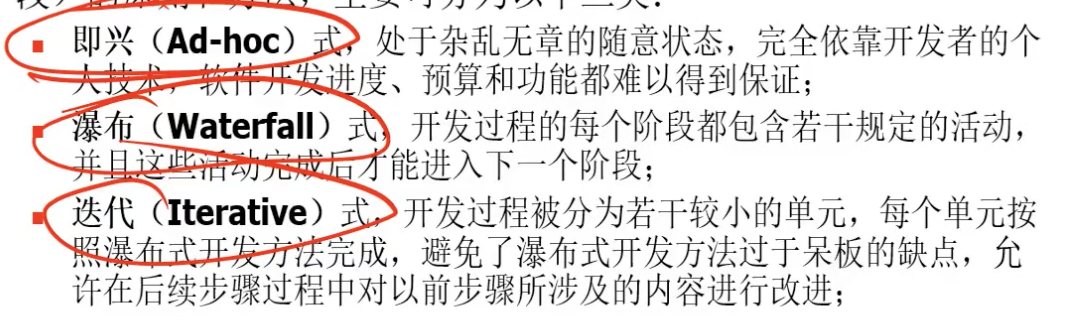 即兴（Ad-hoc）式，处于杂乱无章的随意状态，完全依靠开发者的个
人技术，软件开发进度、预算和功能都难以得到保证；
瀑布（Waterfall）式，开发过程的每个阶段都包含若干规定的活动，
并且这些活动完成后才能进入下一个阶段；
迭代（Iterative）式，开发过程被分为若干较小的单元，每个单元按
照瀑布式开发方法完成，避免了瀑布式开发方法过于呆板的缺点，允
许在后续步骤过程中对以前步骤所涉及的内容进行改进；